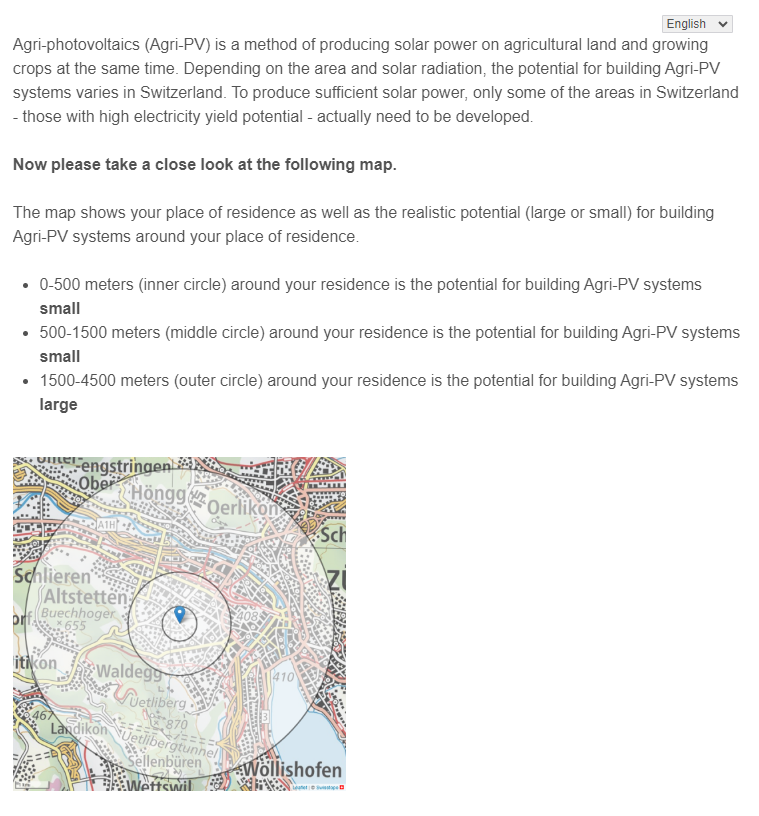 English
Agri-photovoltaics (Agri-PV) is a method of producing solar power on agricultural land and growing
crops at the same time. Depending on the area and solar radiation, the potential for building Agri-PV
systems varies in Switzerland. To produce sufficient solar power, only some of the areas in Switzerland
- those with high electricity yield potential - actually need to be developed.
Now please take a close look at the following map.
The map shows your place of residence as well as the realistic potential (large or small) for building
Agri-PV systems around your place of residence.
• 0-500 meters (inner circle) around your residence is the potential for building Agri-PV systems
small
• 500-1500 meters (middle circle) around your residence is the potential for building Agri-PV systems
small
• 1500-4500 meters (outer circle) around your residence is the potential for building Agri-PV systems
large
Unter-engstringen
Ober
Höngg
Oerlikon
A1H
Sch
Schlieren
Altstetten
Buechhoger
655
408
itikon
Waldegg
410
Uetliberg
870
467
Landikon
Uetlibergtunnel
3
Sellenbüren
Wollishofen
Wettswil
Leaflet | © Swisstopo